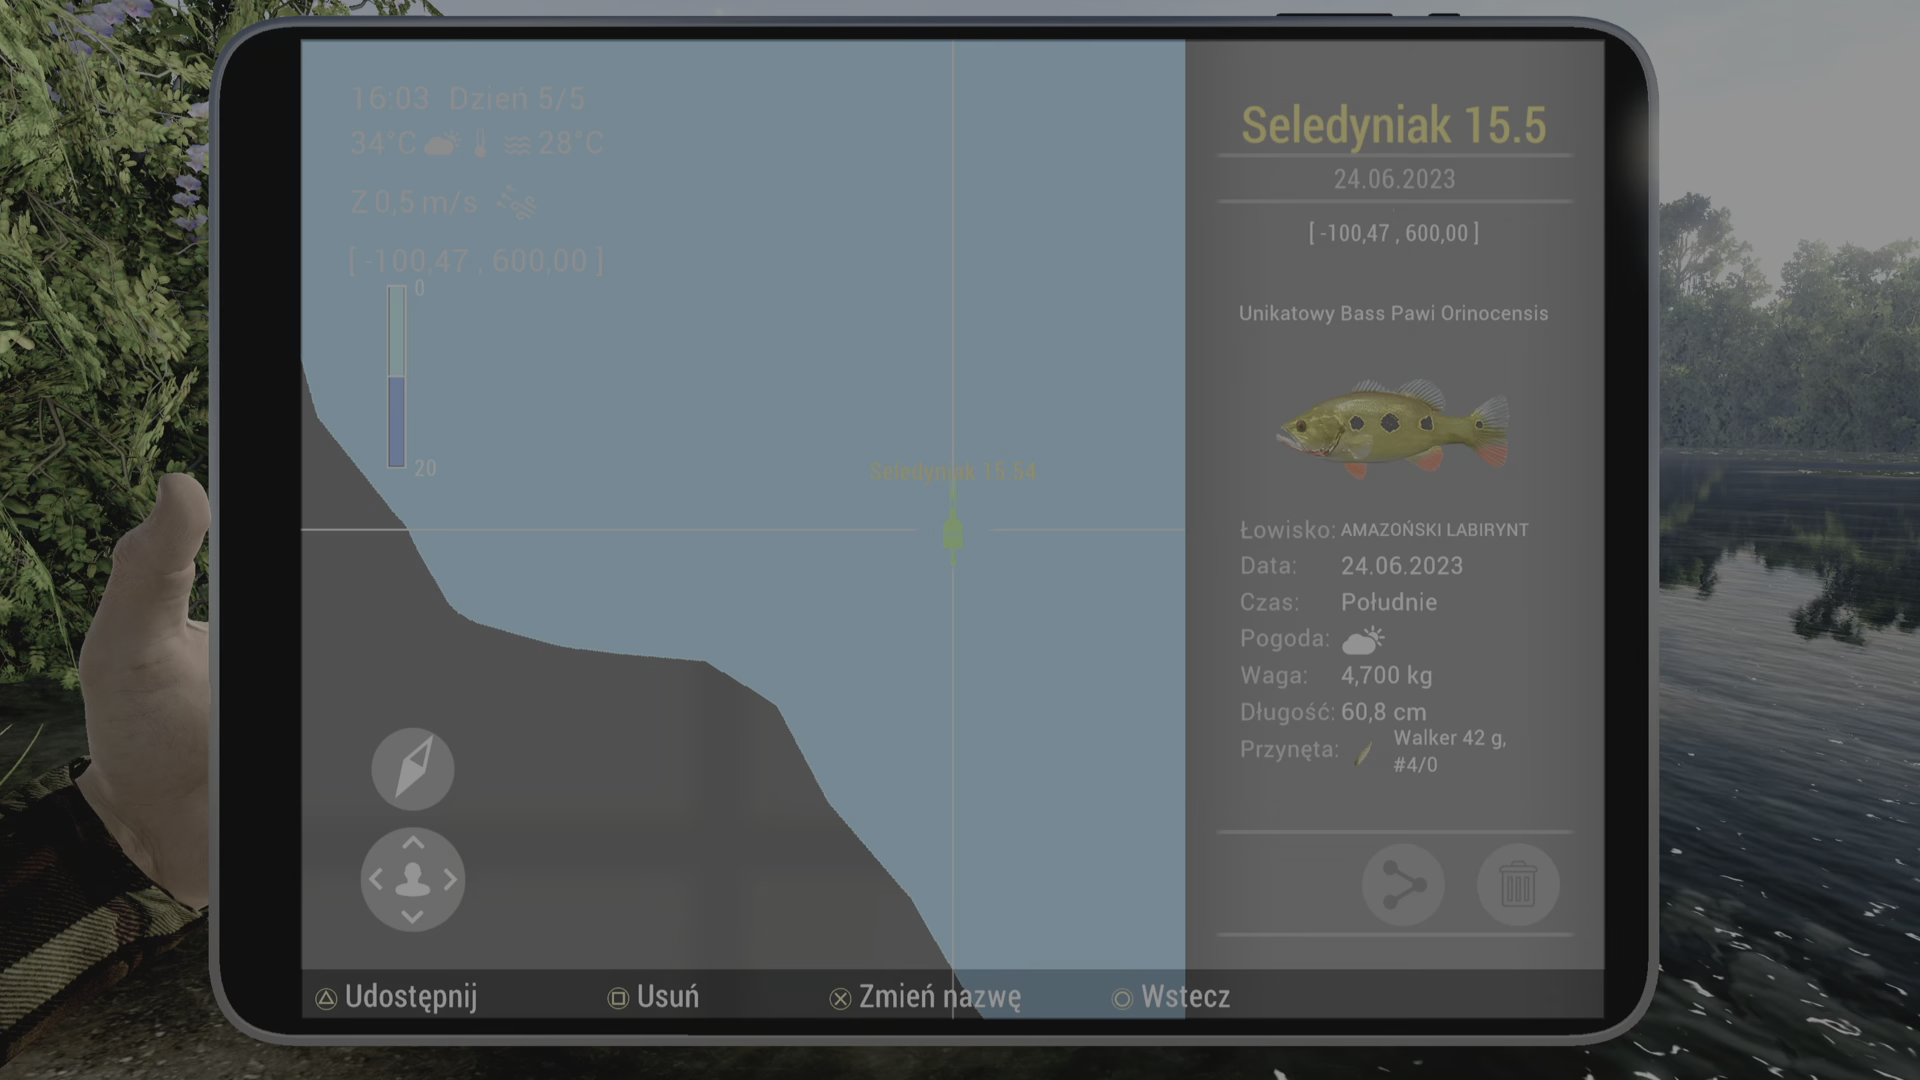 16:03 Dzień 5/5
34°C 28°C
Z 0,5 m/s
[ -100,47 , 600,00 ]
0
20
Seledyniak 15.54
Seledyniak 15.5
24.06.2023
[ -100,47 , 600,00 ]
Unikatowy Bass Pawi Orinocensis
Łowisko: AMAZOŃSKI LABIRYNT
Data: 24.06.2023
Czas: Południe
Pogoda:
Waga: 4,700 kg
Długość: 60,8 cm
Przynęta: Walker 42 g,
#4/0
Udostępnij Usuń Zmień nazwę Wstecz